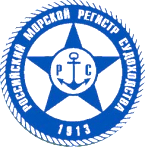 РОССИЙСКИЙ МОРСКОЙ РЕГИСТР СУДОХОДСТВА
Р С
1913